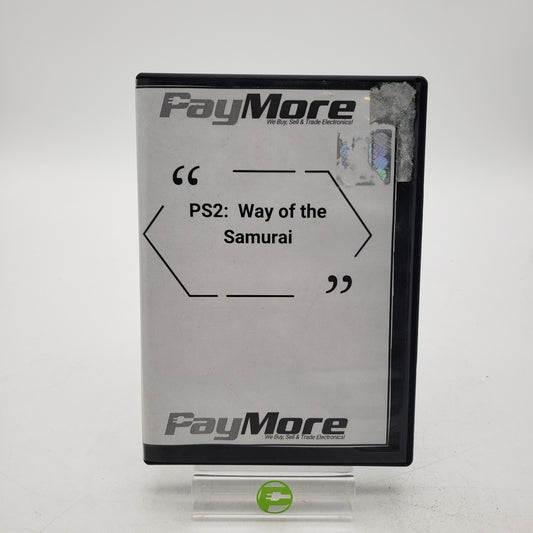 PayMore
We Buy, Sell & Trade Electronics!
“
PS2: Way of the
Samurai
”
PayMore
We Buy, Sell & Trade Electronics!